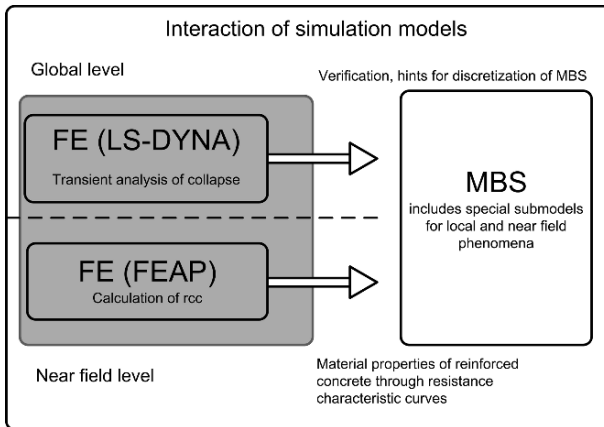 Interaction of simulation models
Global level
Verification, hints for discretization of MBS
FE (LS-DYNA)
Transient analysis of collapse
MBS
includes special submodels
for local and near field
phenomena
FE (FEAP)
Calculation of rcc
Near field level
Material properties of reinforced
concrete through resistance
characteristic curves